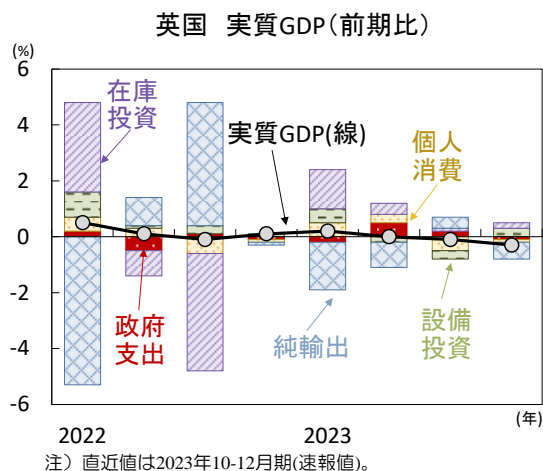 英国　実質GDP（前期比）
(%)
6
4
2
0
-2
-4
-6
在庫
投資
実質GDP(線)
個人
消費
政府
支出
純輸出
設備
投資
(年)
2022
2023
注）直近値は2023年10-12月期(速報値)。